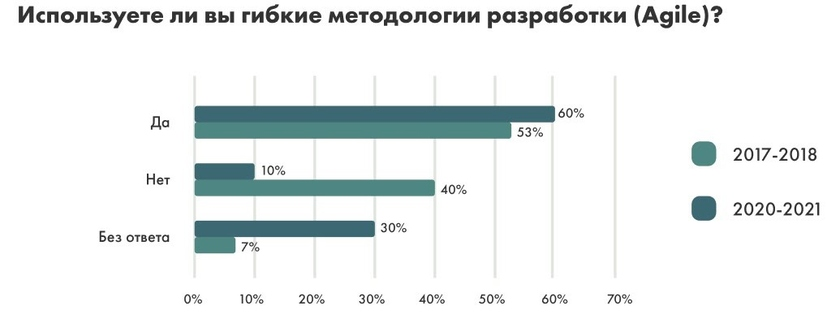 Используете ли вы гибкие методологии разработки (Agile)?
Да
60%
53%
Нет
10%
40%
Без ответа
30%
7%
0% 10% 20% 30% 40% 50% 60% 70%
2017-2018
2020-2021